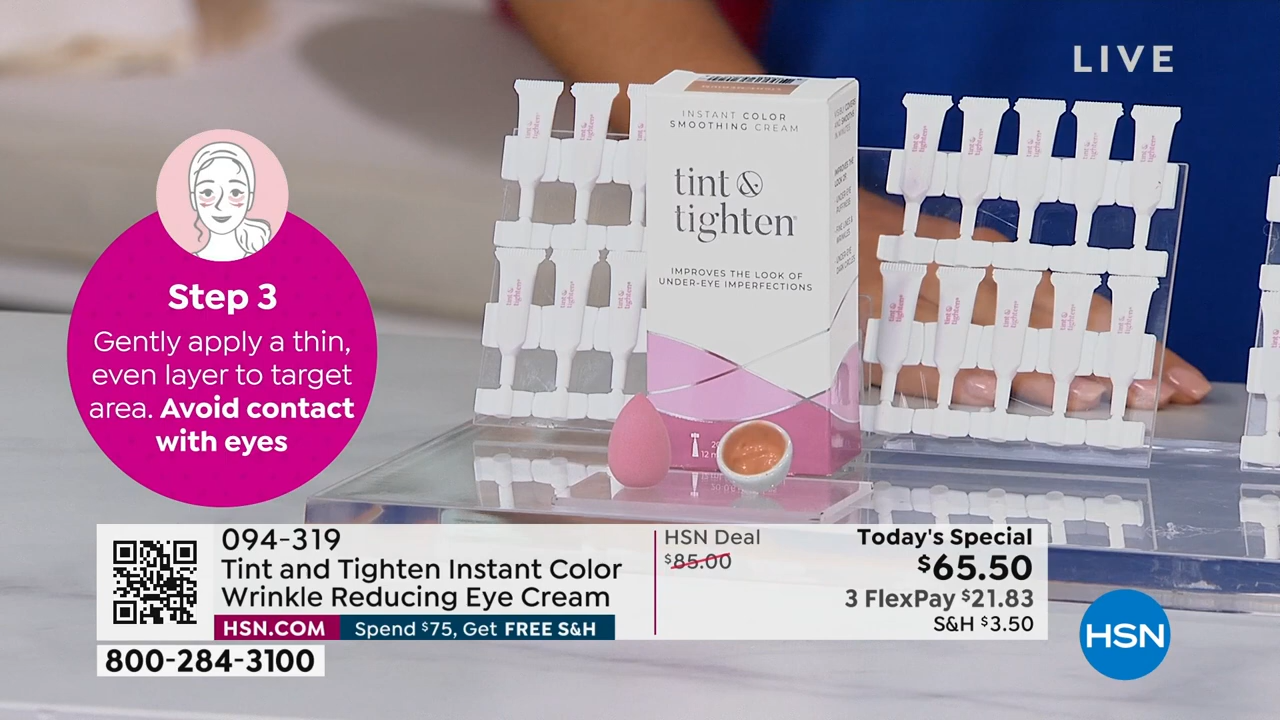 LIVE
INSTANT COLOR
SMOOTHING CREAM
tint &
tighten
IMPROVES THE LOOK OF
UNDER-EYE IMPERFECTIONS
Step 3
Gently apply a thin,
even layer to target
area. Avoid contact
with eyes
094-319
Tint and Tighten Instant Color
Wrinkle Reducing Eye Cream
HSN.COM
Spend $75, Get FREE S&H
800-284-3100
HSN Deal
$85.00
Today's Special
$65.50
3 FlexPay $21.83
S&H $3.50
HSN